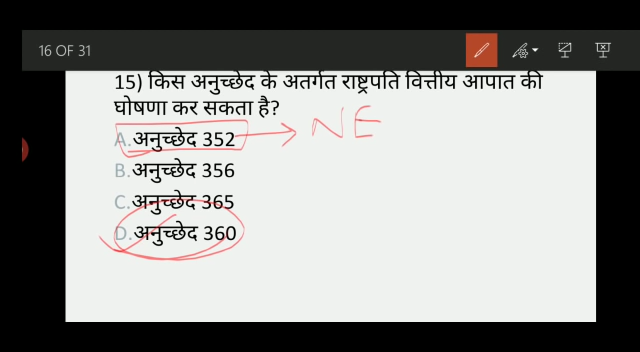 16 OF 31
15) किस अनुच्छेद के अतर्गत राष्ट्रपति वित्तीय आपात की
घोषणा कर सकता है?
A.अनुच्छेद 352 → NE
B.अनुच्छेद 356
C.अनुच्छेद 365
D.अनुच्छेद 360